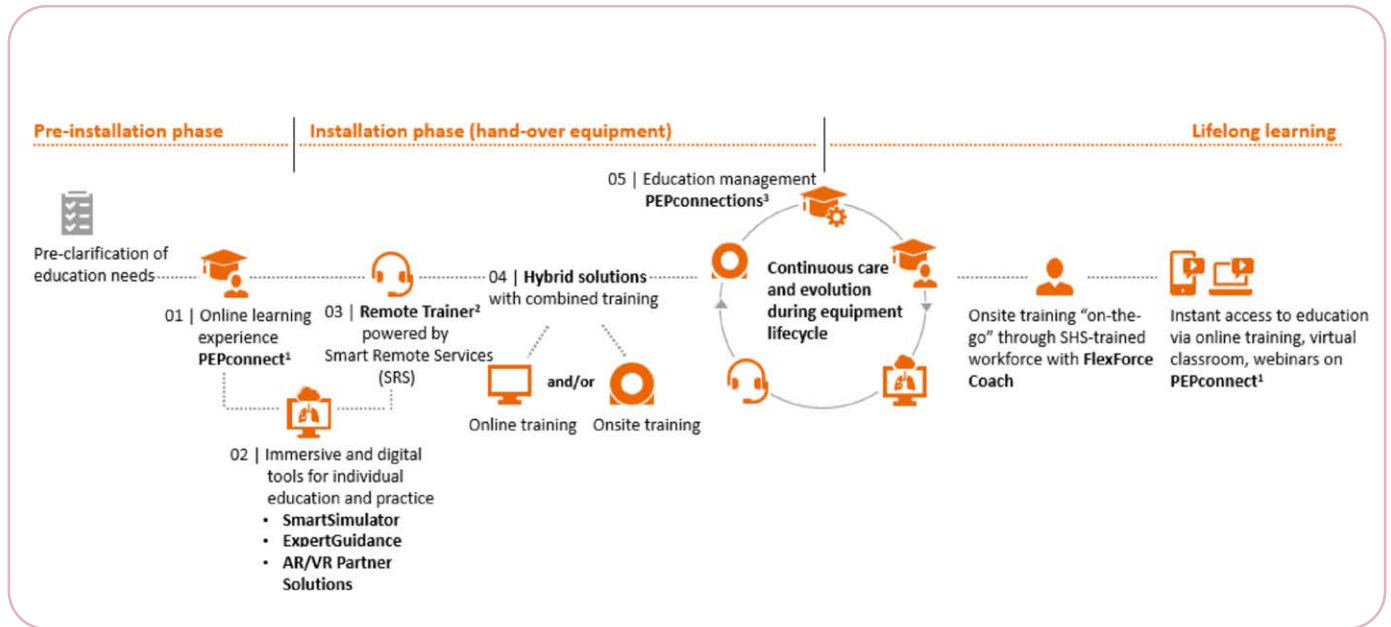 Pre-installation phase
Installation phase (hand-over equipment)
Lifelong learning
Pre-clarification of
education needs
01 | Online learning
experience
PEPconnect¹
02 | Immersive and digital
tools for individual
education and practice
• SmartSimulator
• ExpertGuidance
• AR/VR Partner
Solutions
03 | Remote Trainer²
powered by
Smart Remote Services
(SRS)
04 | Hybrid solutions
with combined training
and/or
Online training
Onsite training
05 | Education management
PEPconnections³
Continuous care
and evolution
during equipment
lifecycle
Onsite training "on-the-
go" through SHS-trained
workforce with FlexForce
Coach
Instant access to education
via online training, virtual
classroom, webinars on
PEPconnect¹